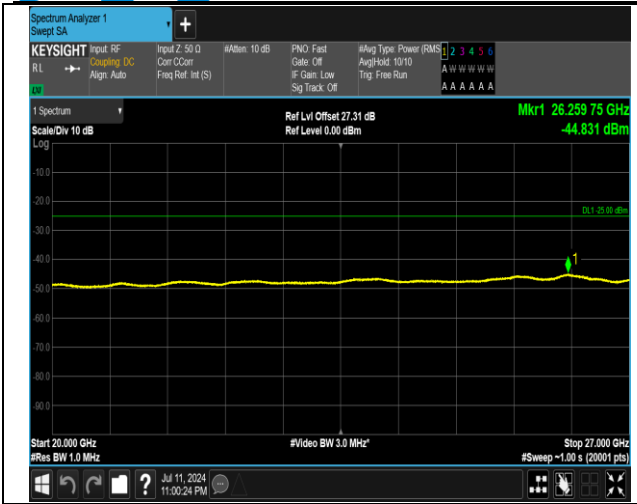 Spectrum Analyzer 1
Swept SA
+
KEYSIGHT
RL
LXI
Input: RF
Coupling: DC
Align: Auto
Input Z: 50 Ω
Corr CCorr
Freq Ref: Int (S)
#Atten: 10 dB
PNO: Fast
Gate: Off
IF Gain: Low
Sig Track: Off
#Avg Type: Power (RMS
Avg|Hold: 10/10
Trig: Free Run
1 2 3 4 5 6
A W W W W W
A A A A A A
1 Spectrum
Scale/Div 10 dB
Log
Ref Lvl Offset 27.31 dB
Ref Level 0.00 dBm
Mkr1 26.259 75 GHz
-44.831 dBm
-10.0
-20.0
DL1 -25.00 dBm
-30.0
-40.0
1
-50.0
-60.0
-70.0
-80.0
-90.0
Start 20.000 GHz
#Res BW 1.0 MHz
#Video BW 3.0 MHz*
Stop 27.000 GHz
#Sweep ~1.00 s (20001 pts)
?
Jul 11, 2024
11:00:24 PM